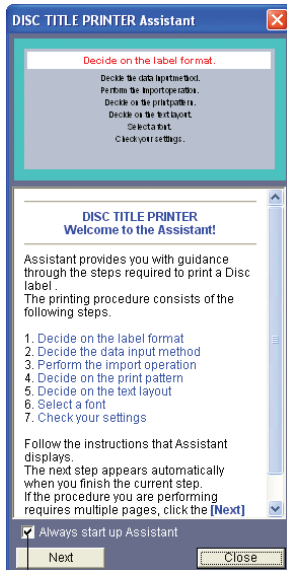 DISC TITLE PRINTER Assistant
Decide on the label format.
Decide the data input method.
Perform the import operation.
Decide on the print pattern.
Decide on the text layout.
Select a font.
Check your settings.
DISC TITLE PRINTER
Welcome to the Assistant!
Assistant provides you with guidance
through the steps required to print a Disc
label .
The printing procedure consists of the
following steps.
1. Decide on the label format
2. Decide the data input method
3. Perform the import operation
4. Decide on the print pattern
5. Decide on the text layout
6. Select a font
7. Check your settings
Follow the instructions that Assistant
displays.
The next step appears automatically
when you finish the current step.
If the procedure you are performing
requires multiple pages, click the [Next]
Always start up Assistant
Next
Close